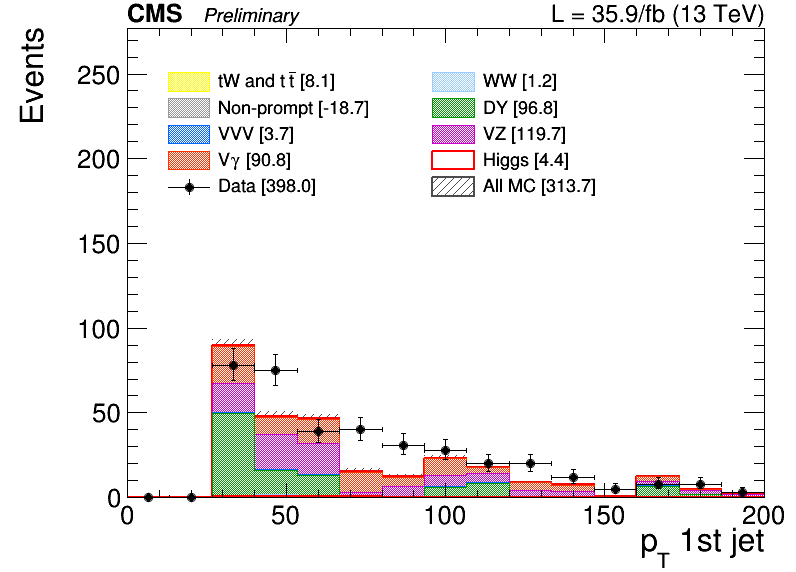 CMS Preliminary L = 35.9/fb (13 TeV)
Events
250
200
150
100
50
0
tW and t t̄ [8.1]
Non-prompt [-18.7]
VVV [3.7]
Vγ [90.8]
Data [398.0]
WW [1.2]
DY [96.8]
VZ [119.7]
Higgs [4.4]
All MC [313.7]
0 50 100 150 200
p_T 1st jet